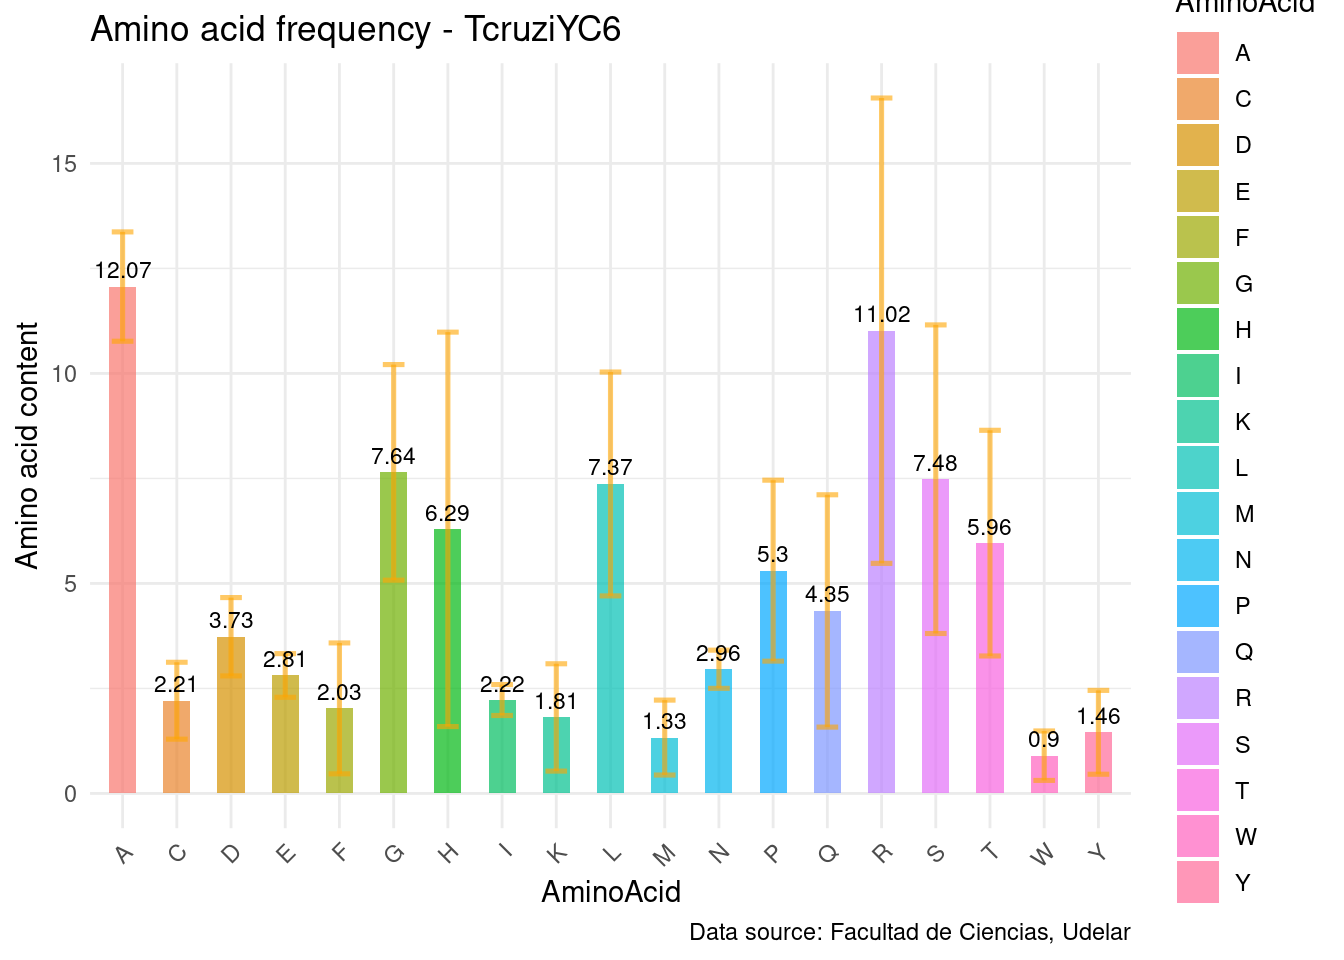 Amino acid frequency - TcruziYC6
AminoAcid
A
C
D
E
F
G
H
I
K
L
M
N
P
Q
R
S
T
W
Y
Amino acid content
15
10
5
0
12.07
2.21
3.73
2.81
2.03
7.64
6.29
2.22
1.81
7.37
1.33
2.96
5.3
4.35
11.02
7.48
5.96
0.9
1.46
A C D E F G H I K L M N P Q R S T W Y
AminoAcid
Data source: Facultad de Ciencias, Udelar